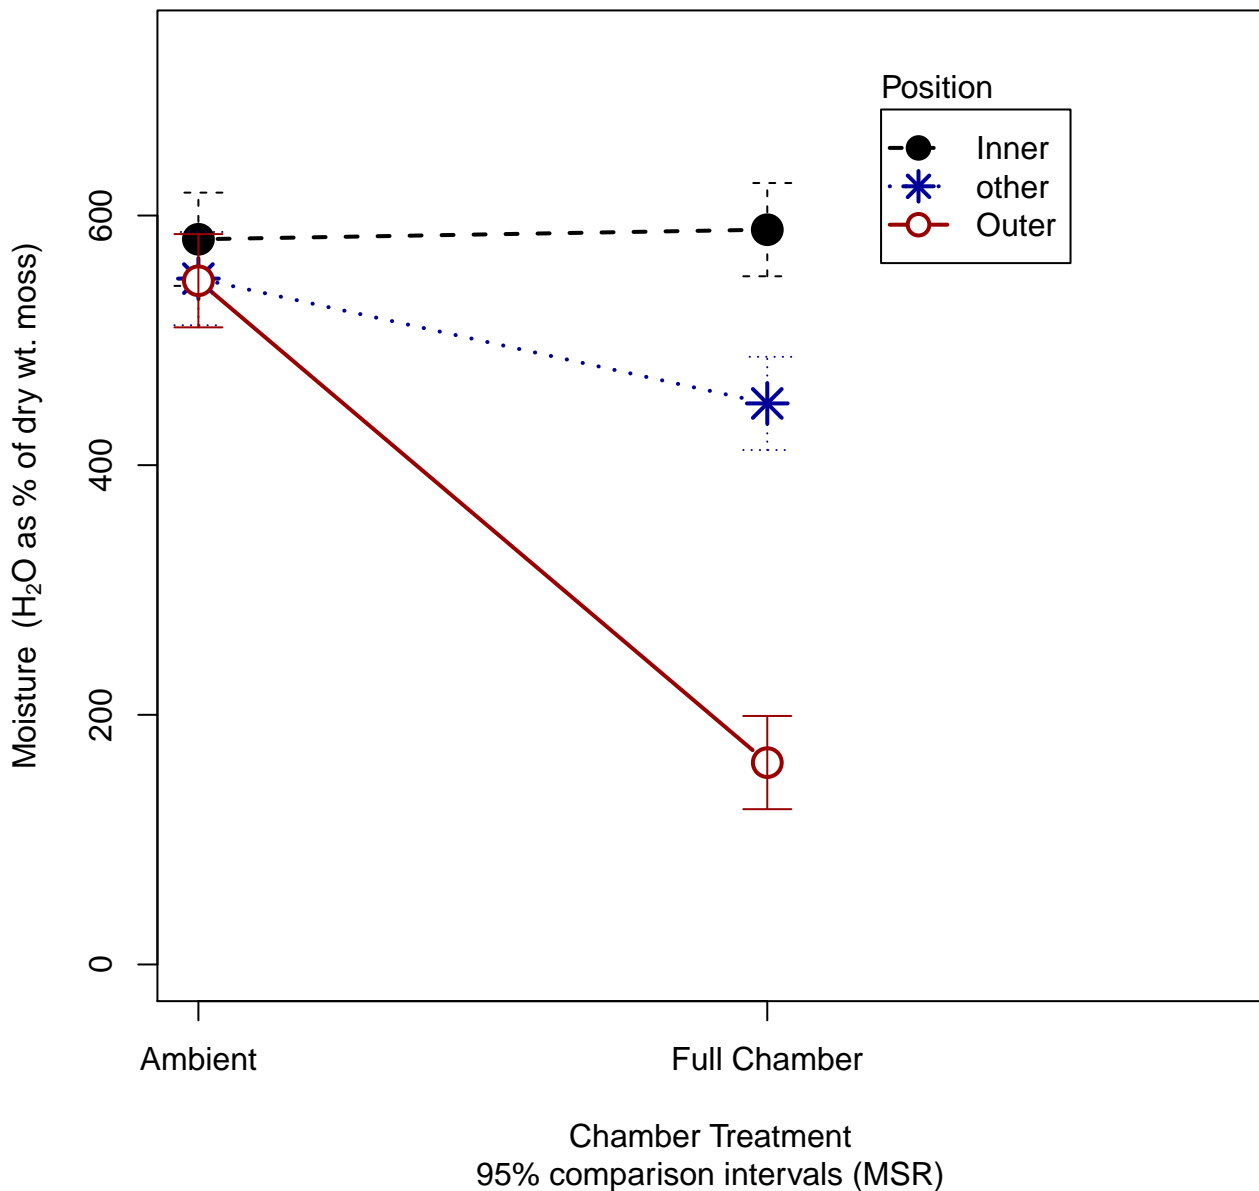 Position
Inner
other
Outer
Moisture (H₂O as % of dry wt. moss)
600
400
200
0
Ambient
Full Chamber
Chamber Treatment
95% comparison intervals (MSR)